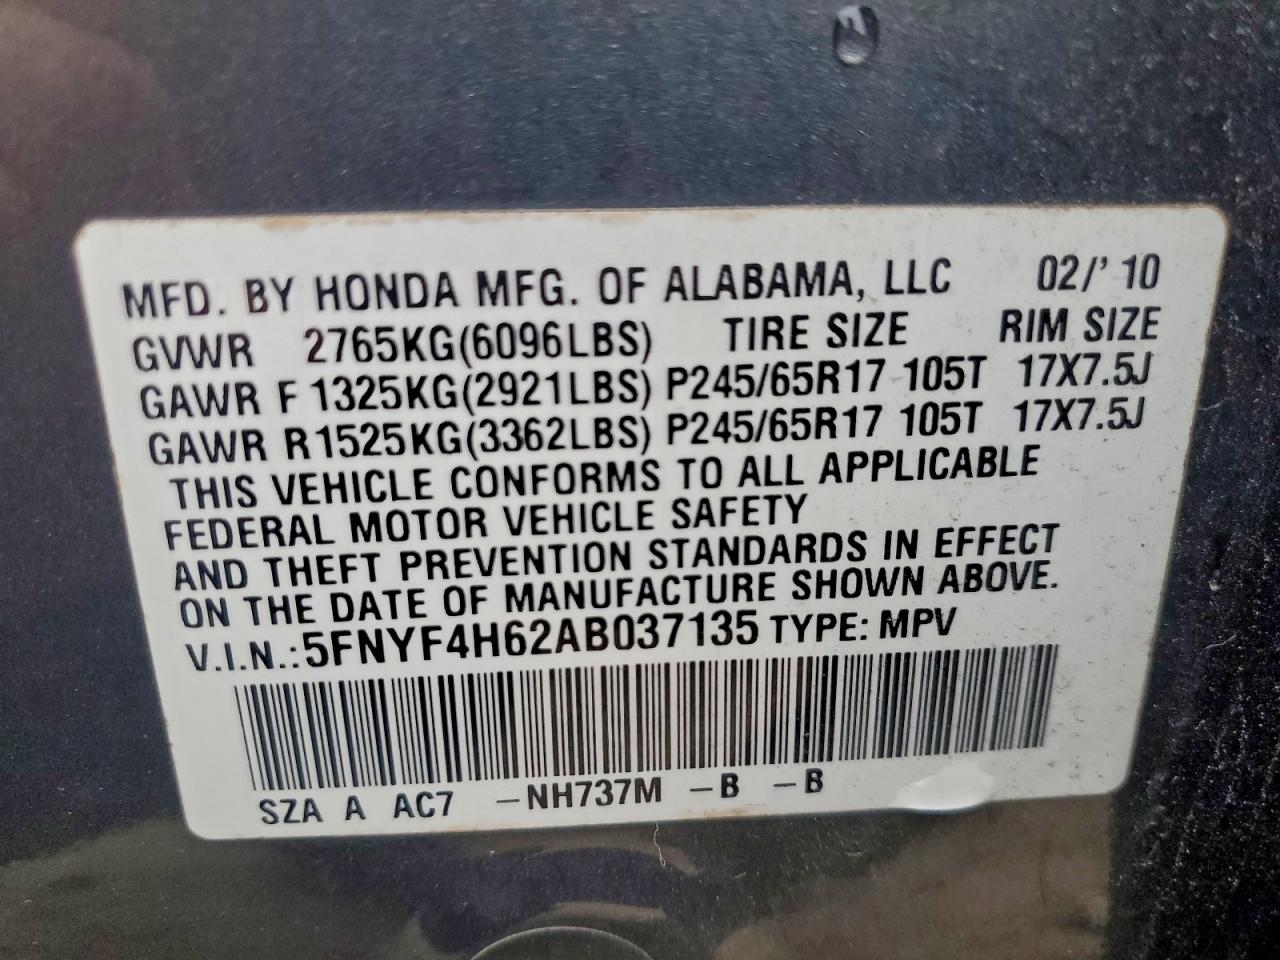 MFD. BY HONDA MFG. OF ALABAMA, LLC 02/'10
GVWR 2765KG(6096LBS) TIRE SIZE RIM SIZE
GAWR F 1325KG(2921LBS) P245/65R17 105T 17X7.5J
GAWR R 1525KG(3362LBS) P245/65R17 105T 17X7.5J
THIS VEHICLE CONFORMS TO ALL APPLICABLE
FEDERAL MOTOR VEHICLE SAFETY
AND THEFT PREVENTION STANDARDS IN EFFECT
ON THE DATE OF MANUFACTURE SHOWN ABOVE.
V.I.N.:5FNYF4H62AB037135 TYPE: MPV
SZA A AC7 -NH737M -B -B